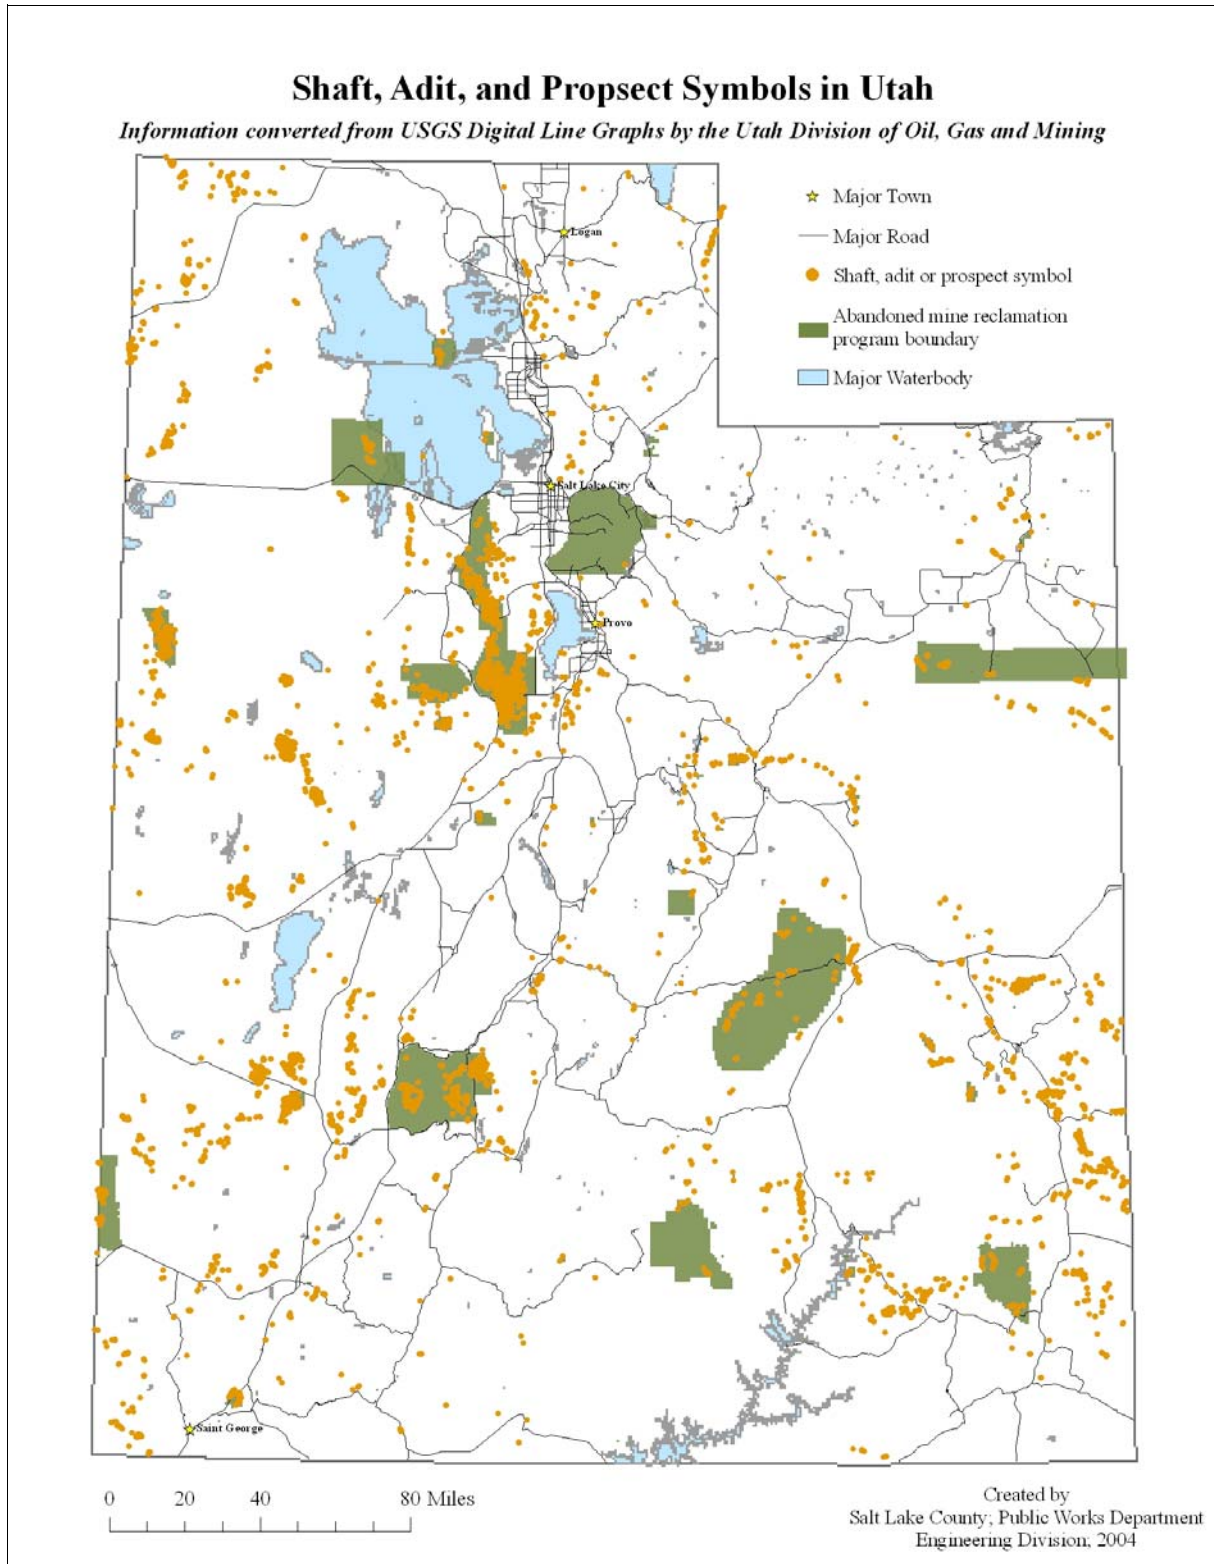 Shaft, Adit, and Propsect Symbols in Utah
Information converted from USGS Digital Line Graphs by the Utah Division of Oil, Gas and Mining
Major Town
Major Road
Shaft, adit or prospect symbol
Abandoned mine reclamation
program boundary
Major Waterbody
Logan
Salt Lake City
Provo
Saint George
0 20 40 80 Miles
Created by
Salt Lake County; Public Works Department
Engineering Division; 2004